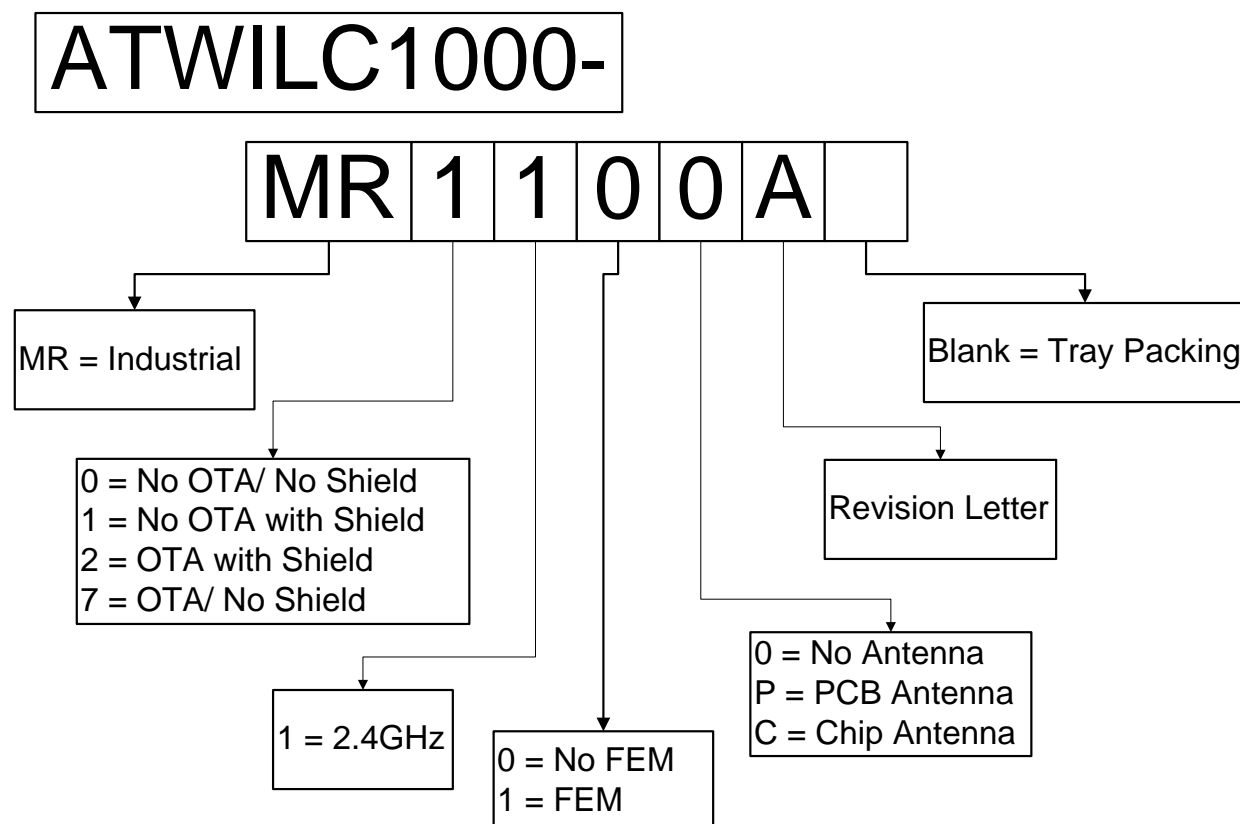 ATWILC1000-
MR 1 1 0 0 A
MR = Industrial
Blank = Tray Packing
0 = No OTA/ No Shield
1 = No OTA with Shield
2 = OTA with Shield
7 = OTA/ No Shield
Revision Letter
0 = No Antenna
P = PCB Antenna
C = Chip Antenna
1 = 2.4GHz
0 = No FEM
1 = FEM